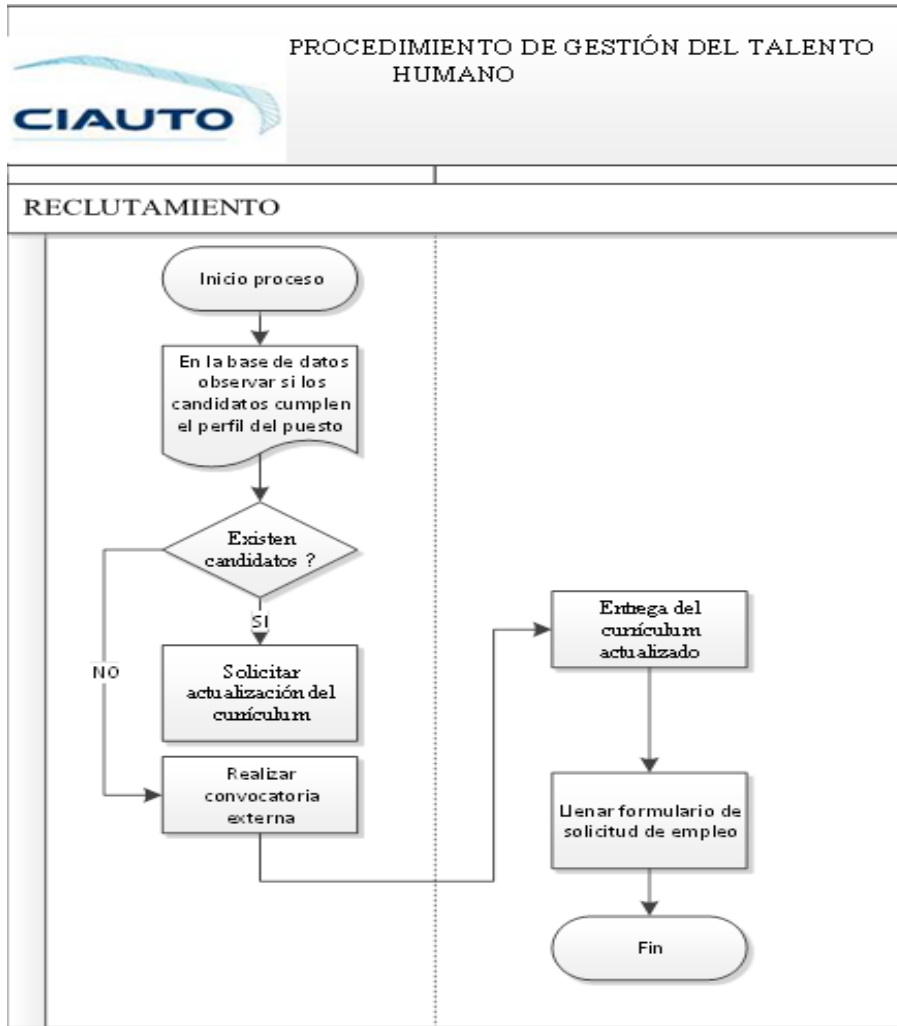 PROCEDIMIENTO DE GESTIÓN DEL TALENTO
HUMANO
CIAUTO
RECLUTAMIENTO
Inicio proceso
En la base de datos
observar si los
candidatos cumplen
el perfil del puesto
Existen
candidatos ?
SI
NO
Solicitar
actualización del
currículum
Realizar
convocatoria
externa
Entrega del
currículum
actualizado
Llenar formulario de
solicitud de empleo
Fin